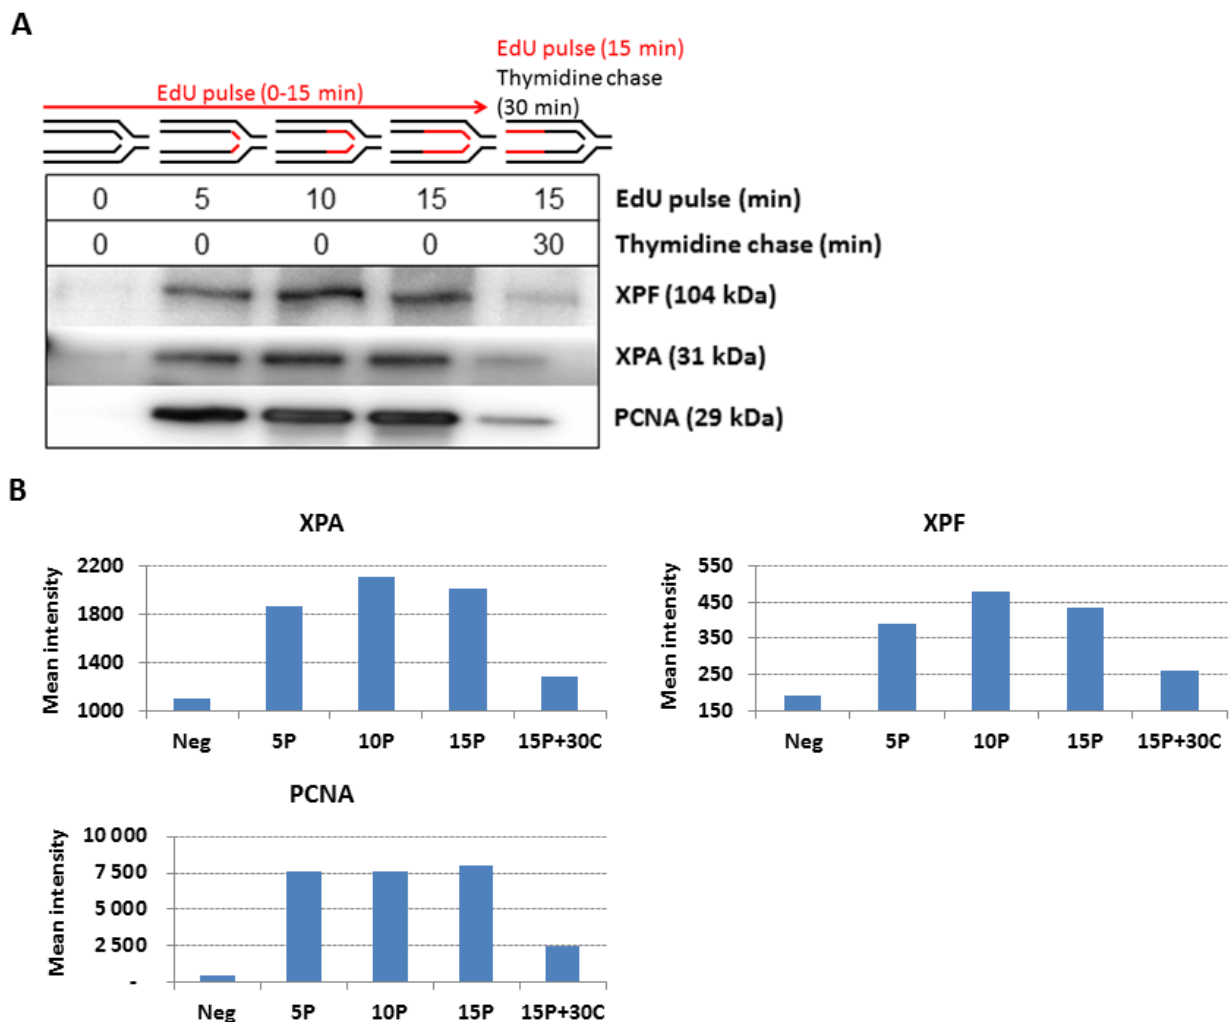 A
EdU pulse (0-15 min)
EdU pulse (15 min)
Thymidine chase
(30 min)
0 5 10 15 15 EdU pulse (min)
0 0 0 0 30 Thymidine chase (min)
XPF (104 kDa)
XPA (31 kDa)
PCNA (29 kDa)
B
XPA
Mean intensity
2200
1800
1400
1000
Neg 5P 10P 15P 15P+30C
XPF
Mean intensity
550
450
350
250
150
Neg 5P 10P 15P 15P+30C
PCNA
Mean intensity
10 000
7 500
5 000
2 500
-
Neg 5P 10P 15P 15P+30C